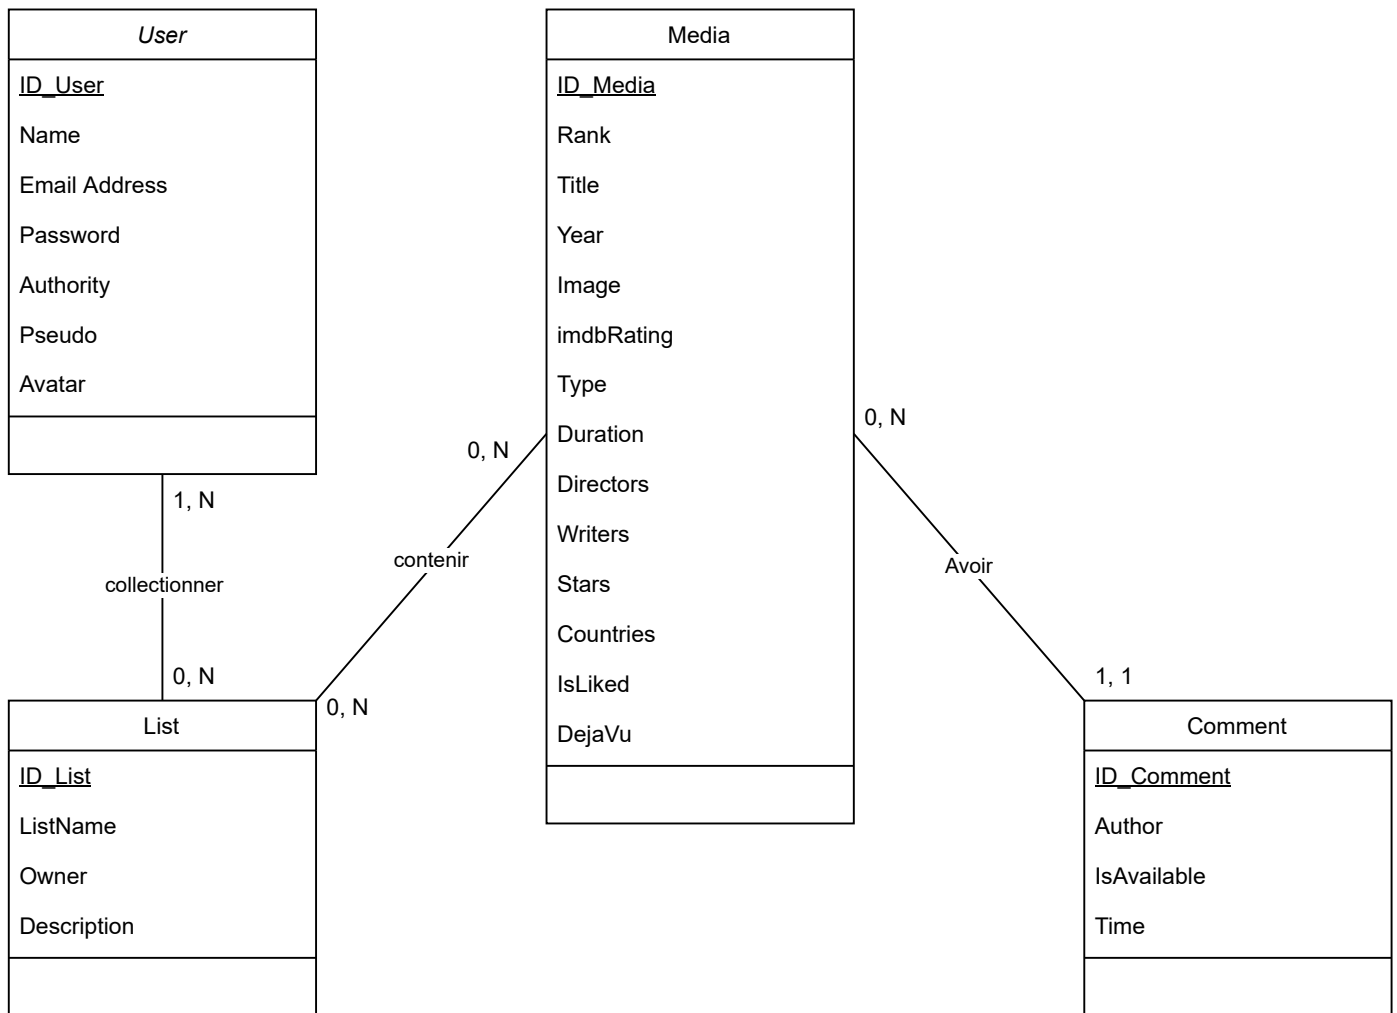 User
ID_User
Name
Email Address
Password
Authority
Pseudo
Avatar
1, N
collectionner
0, N
List
ID_List
ListName
Owner
Description
0, N
contenir
0, N
Media
ID_Media
Rank
Title
Year
Image
imdbRating
Type
Duration
Directors
Writers
Stars
Countries
IsLiked
DejaVu
0, N
Avoir
1, 1
Comment
ID_Comment
Author
IsAvailable
Time